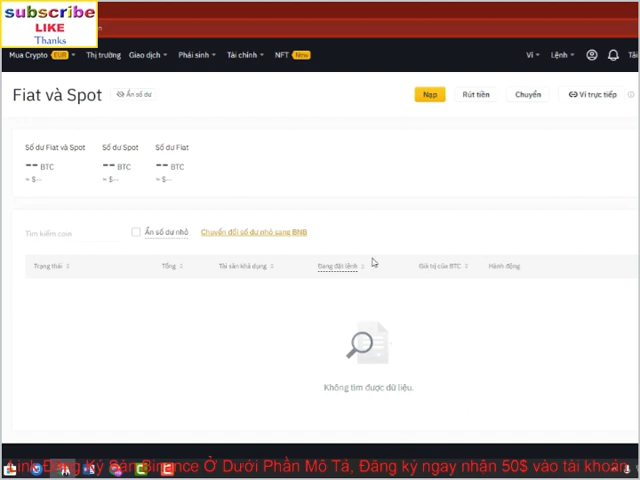 subscribe
LIKE
Thanks
Mua Crypto EUR Thị trường Giao dịch Phái sinh Tài chính NFT New Ví Lệnh
Fiat và Spot Ẩn số dư Nạp Rút tiền Chuyển Ví trực tiếp
Số dư Fiat và Spot Số dư Spot Số dư Fiat
-- BTC -- BTC -- BTC
≈ $-- ≈ $-- ≈ $--
Tìm kiếm coin Ẩn số dư nhỏ Chuyển đổi số dư nhỏ sang BNB
Trạng thái Tổng Tài sản khả dụng Đang đặt lệnh Giá trị của BTC Hành động
Không tìm được dữ liệu.
Link Đăng Ký Sàn Binance Ở Dưới Phần Mô Tả, Đăng ký ngay nhận 50$ vào tài khoản